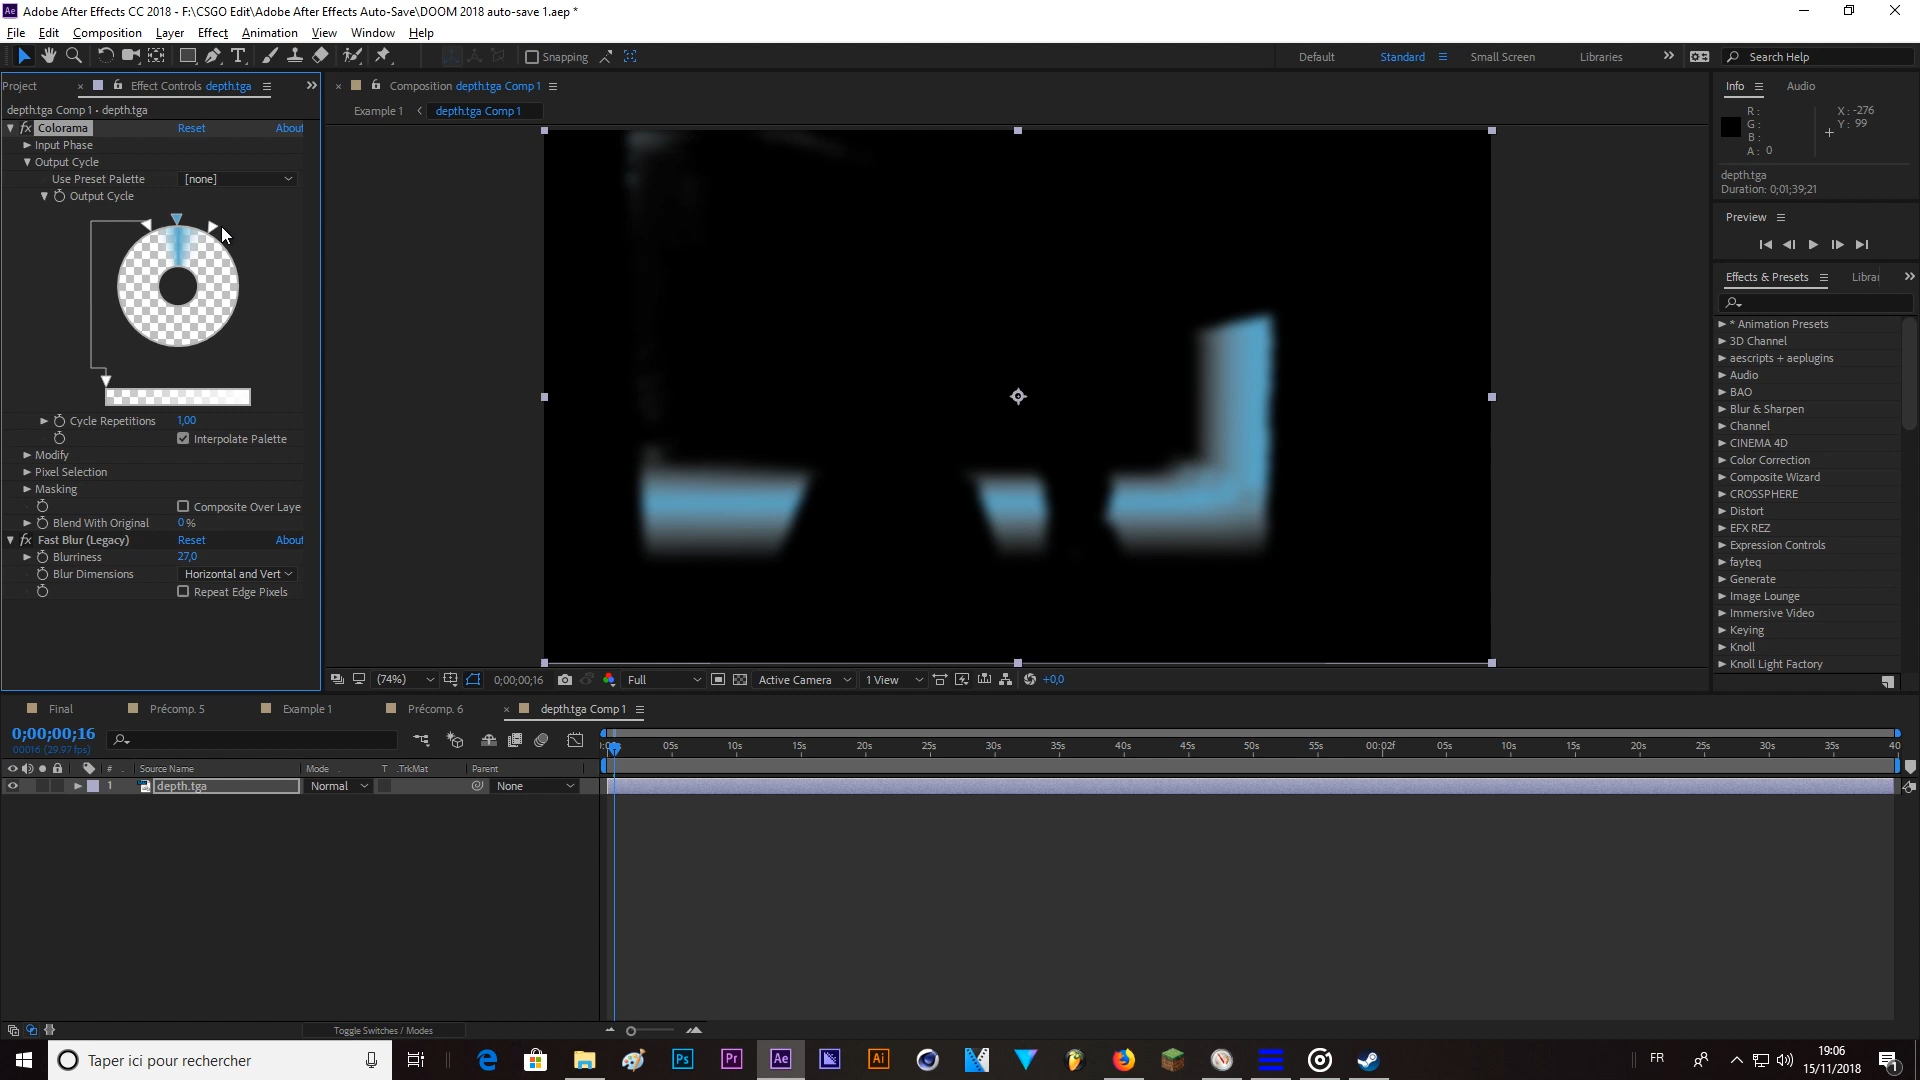 Adobe After Effects CC 2018 - F:\CSGO Edit\Adobe After Effects Auto-Save\DOOM 2018 auto-save 1.aep *
File Edit Composition Layer Effect Animation View Window Help
Snapping Default Standard Small Screen Libraries Search Help
Project Effect Controls depth.tga
Composition depth.tga Comp 1
Info Audio
depth.tga Comp 1 • depth.tga
Example 1 depth.tga Comp 1
Colorama Reset About
Input Phase
Output Cycle
Use Preset Palette [none]
Output Cycle
Cycle Repetitions 1,00
Interpolate Palette
Modify
Pixel Selection
Masking
Composite Over Laye
Blend With Original 0 %
Fast Blur (Legacy) Reset About
Blurriness 27,0
Blur Dimensions Horizontal and Vert
Repeat Edge Pixels
R :
G :
B :
A : 0
X : -276
Y : 99
depth.tga
Duration: 0;01;39;21
Preview
Effects & Presets Librar
* Animation Presets
3D Channel
aescripts + aeplugins
Audio
BAO
Blur & Sharpen
Channel
CINEMA 4D
Color Correction
Composite Wizard
CROSSPHERE
Distort
EFX REZ
Expression Controls
fayteq
Generate
Image Lounge
Immersive Video
Keying
Knoll
Knoll Light Factory
(74%) 0;00;00;16 Full Active Camera 1 View +0,0
Final Précomp. 5 Example 1 Précomp. 6 depth.tga Comp 1
0;00;00;16
00016 (29.97 fps)
05s 10s 15s 20s 25s 30s 35s 40s 45s 50s 55s 00:02f 05s 10s 15s 20s 25s 30s 35s 40
# Source Name Mode T .TrkMat Parent
1 depth.tga Normal None
Toggle Switches / Modes
Taper ici pour rechercher
Ps Pr Ae Ai
FR
19:06
15/11/2018
1